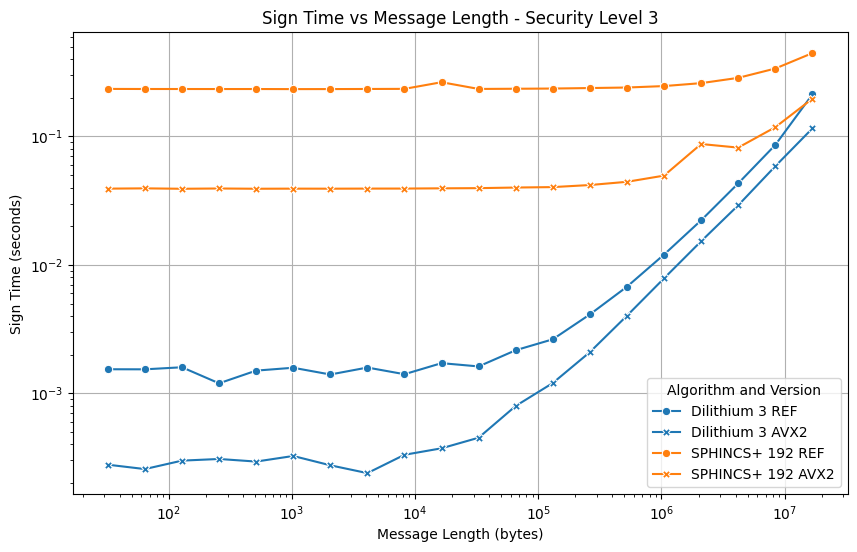 Sign Time vs Message Length - Security Level 3
Sign Time (seconds)
10⁻¹
10⁻²
10⁻³
10²
10³
10⁴
10⁵
10⁶
10⁷
Message Length (bytes)
Algorithm and Version
Dilithium 3 REF
Dilithium 3 AVX2
SPHINCS+ 192 REF
SPHINCS+ 192 AVX2